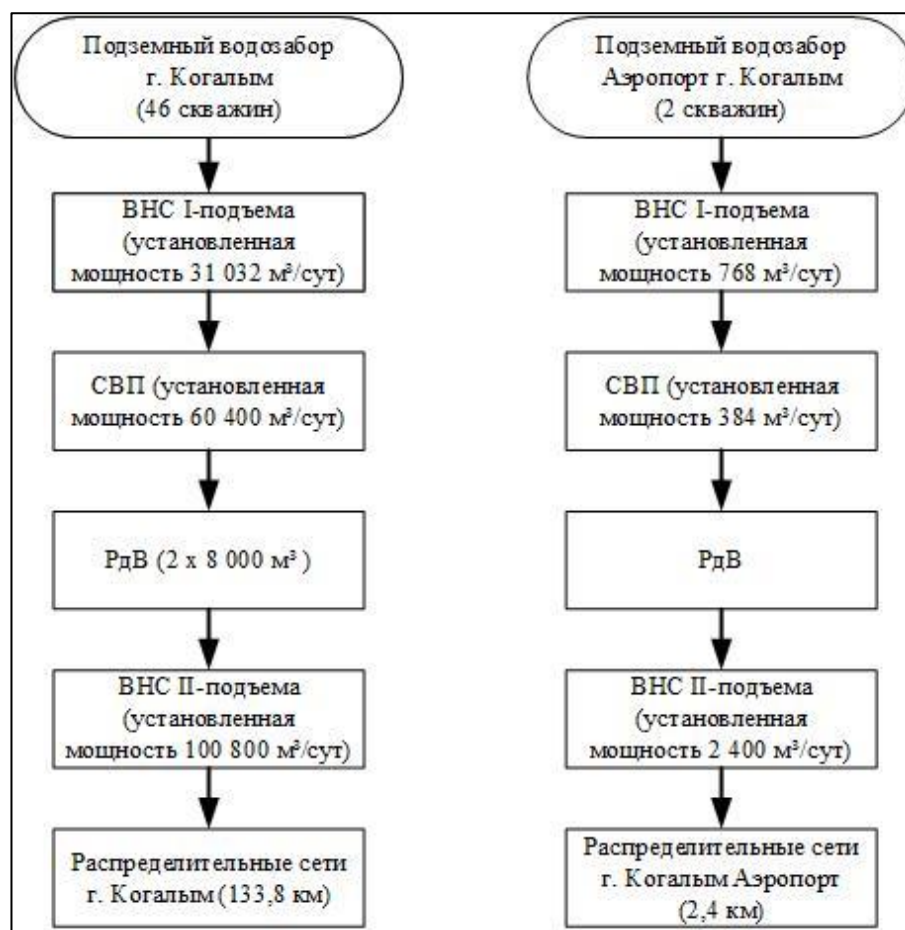 Подземный водозабор
г. Когалым
(46 скважин)
ВНС I-подъема
(установленная
мощность 31 032 м³/сут)
СВП (установленная
мощность 60 400 м³/сут)
РдВ (2 х 8 000 м³ )
ВНС II-подъема
(установленная
мощность 100 800 м³/сут)
Распределительные сети
г. Когалым (133,8 км)
Подземный водозабор
Аэропорт г. Когалым
(2 скважин)
ВНС I-подъема
(установленная
мощность 768 м³/сут)
СВП (установленная
мощность 384 м³/сут)
РдВ
ВНС II-подъема
(установленная
мощность 2 400 м³/сут)
Распределительные сети
г. Когалым Аэропорт
(2,4 км)